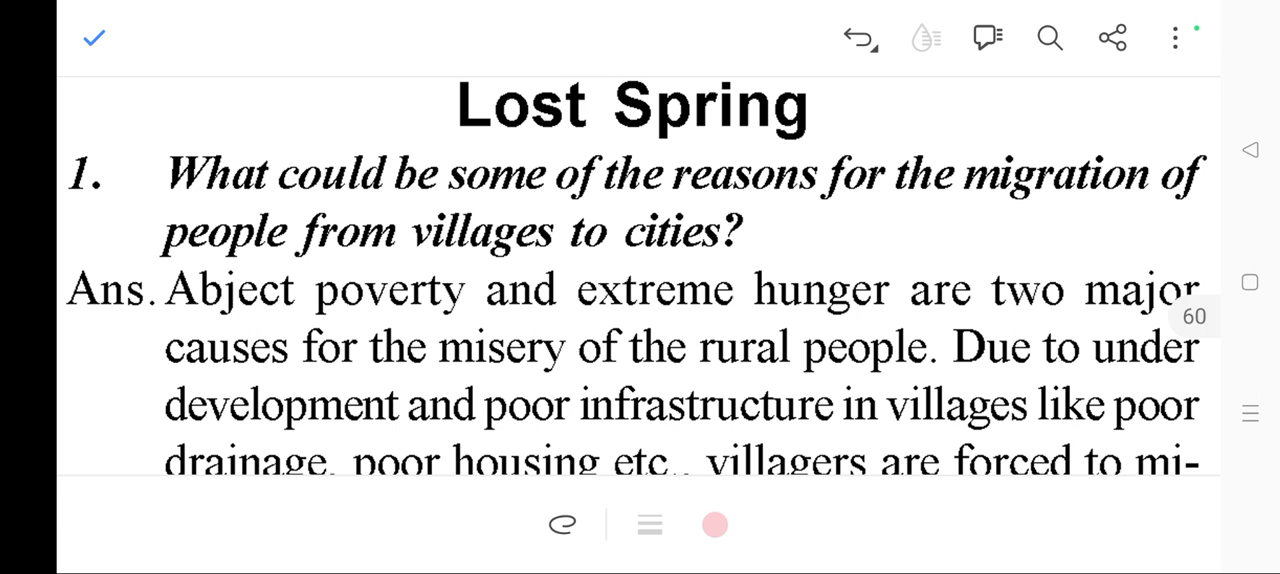 Lost Spring
1. What could be some of the reasons for the migration of
people from villages to cities?
Ans. Abject poverty and extreme hunger are two major
60
causes for the misery of the rural people. Due to under
development and poor infrastructure in villages like poor
drainage, poor housing etc., villagers are forced to mi-